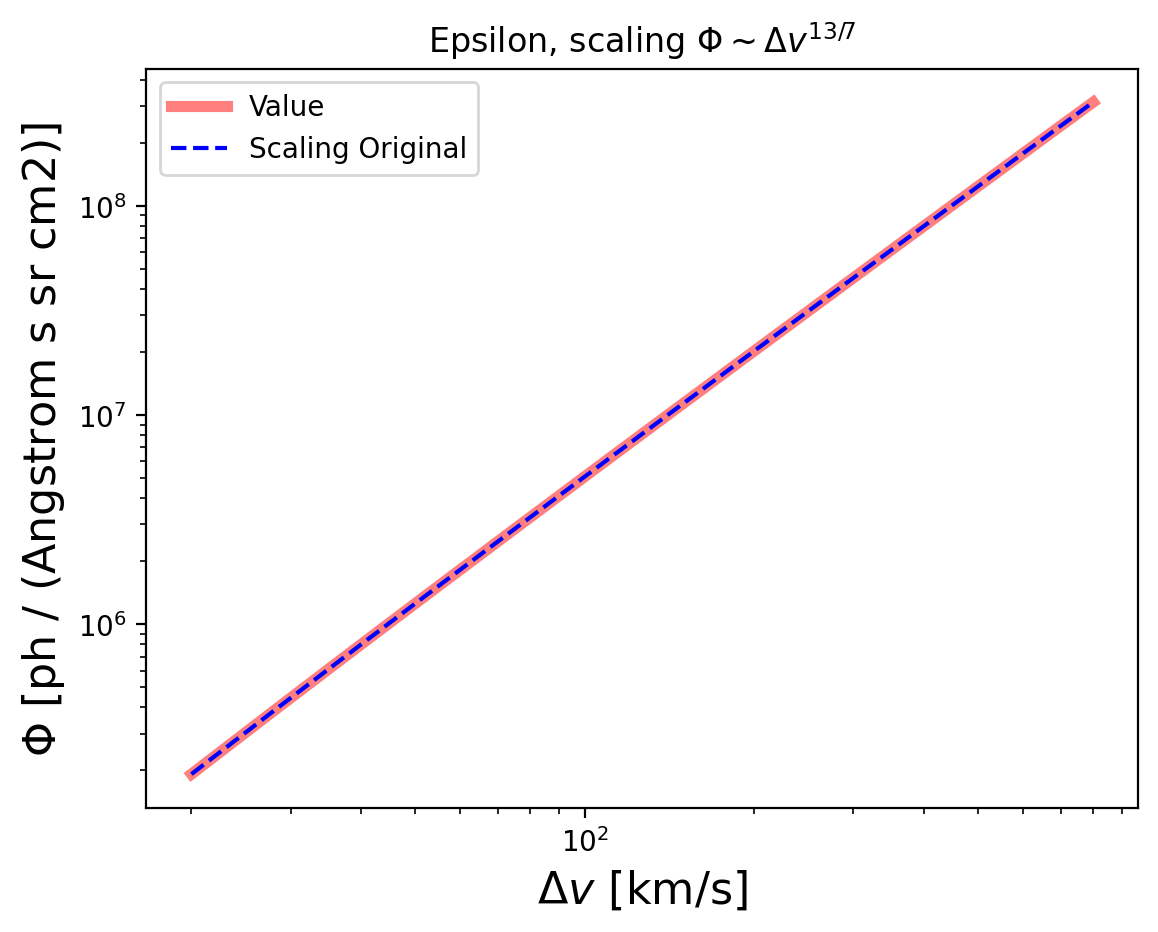 Epsilon, scaling Φ ~ Δv^13/7
Value
Scaling Original
Φ [ph / (Angstrom s sr cm2)]
10^8
10^7
10^6
10^2
Δv [km/s]